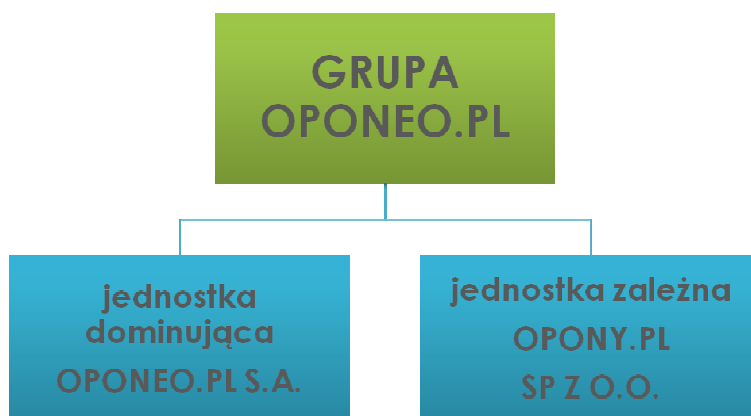 GRUPA
OPONEO.PL
jednostka
dominująca
OPONEO.PL S.A.
jednostka zależna
OPONY.PL
SP Z O.O.